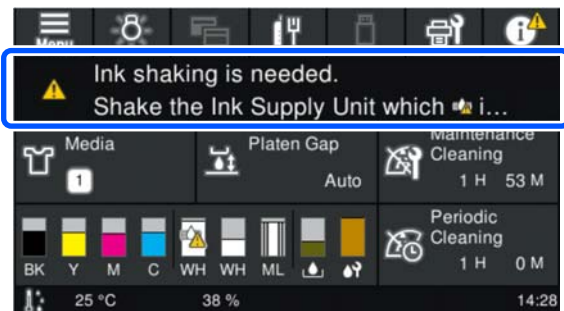 Menu
Ink shaking is needed.
Shake the Ink Supply Unit which i...
Media
1
Platen Gap
Auto
Maintenance
Cleaning
1 H 53 M
Periodic
Cleaning
1 H 0 M
BK Y M C WH WH ML
25 °C 38 % 14:28